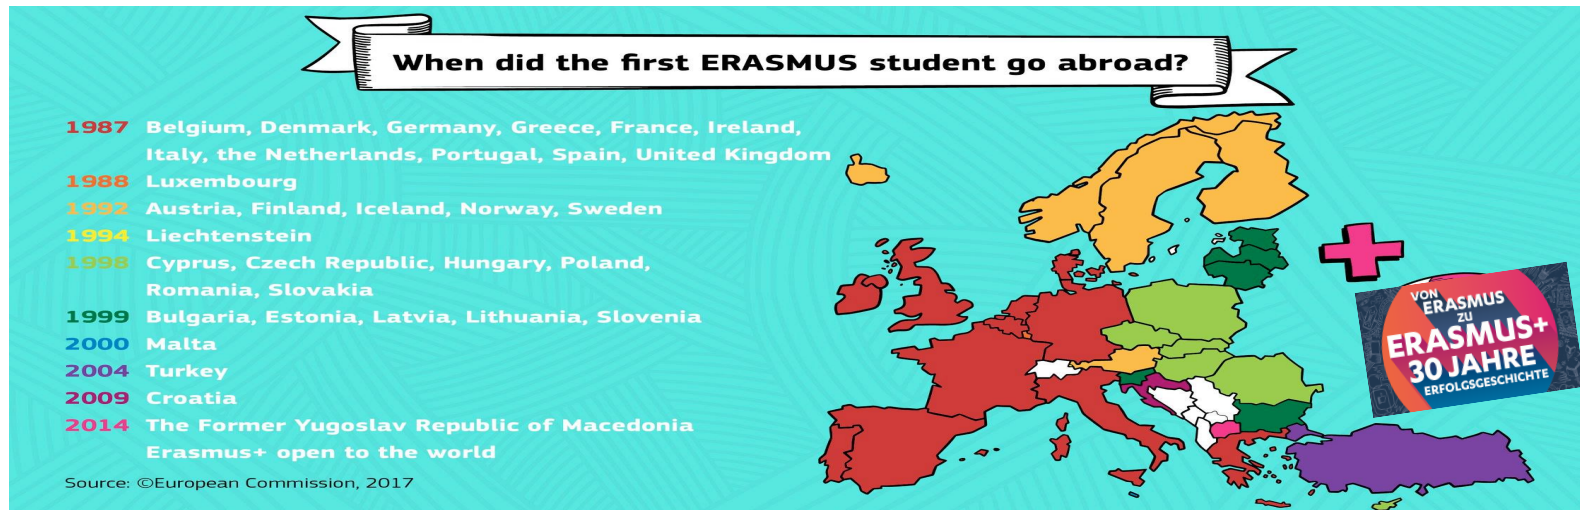 When did the first ERASMUS student go abroad?
1987 Belgium, Denmark, Germany, Greece, France, Ireland,
Italy, the Netherlands, Portugal, Spain, United Kingdom
1988 Luxembourg
1992 Austria, Finland, Iceland, Norway, Sweden
1994 Liechtenstein
1998 Cyprus, Czech Republic, Hungary, Poland,
Romania, Slovakia
1999 Bulgaria, Estonia, Latvia, Lithuania, Slovenia
2000 Malta
2004 Turkey
2009 Croatia
2014 The Former Yugoslav Republic of Macedonia
Erasmus+ open to the world
Source: ©European Commission, 2017
VON
ERASMUS
ZU
ERASMUS+
30 JAHRE
ERFOLGSGESCHICHTE